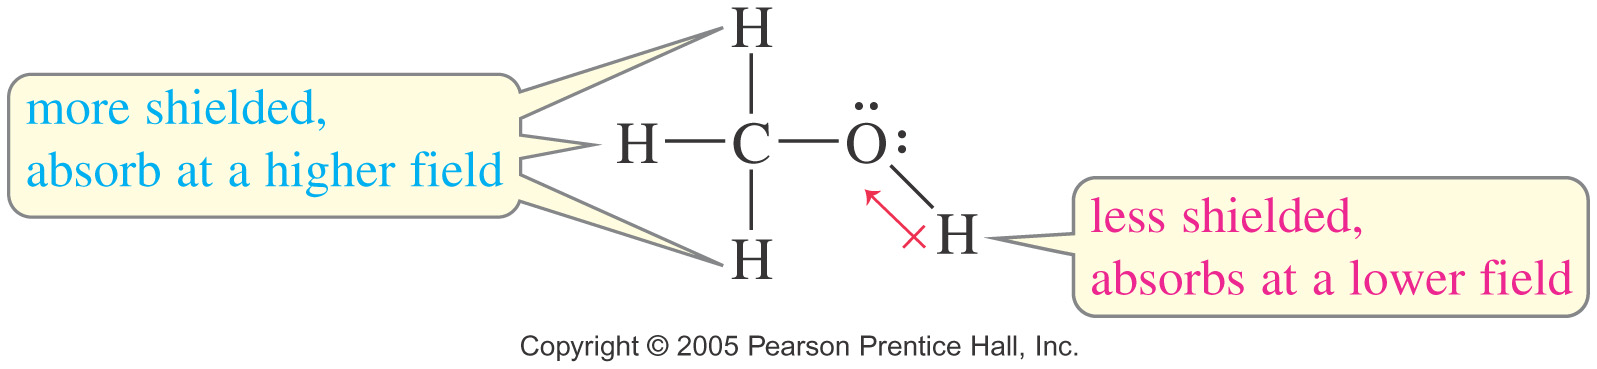 H
more shielded,
absorb at a higher field
H C O
H
H
less shielded,
absorbs at a lower field
Copyright © 2005 Pearson Prentice Hall, Inc.